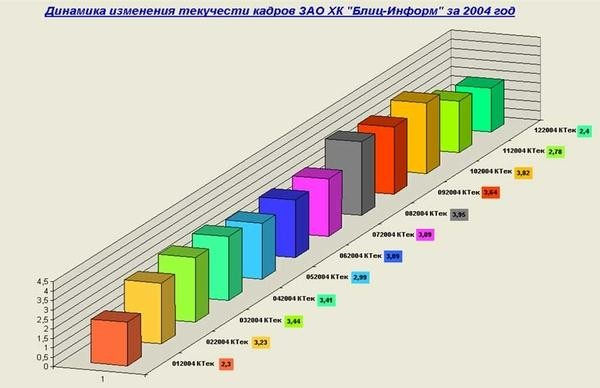 Динамика изменения текучести кадров ЗАО ХК "Блиц-Информ" за 2004 год
122004 КТек 2,4
112004 КТек 2,78
102004 КТек 3,82
092004 КТек 3,64
082004 КТек 3,95
072004 КТек 3,09
062004 КТек 3,09
052004 КТек 2,99
042004 КТек 3,41
032004 КТек 3,44
022004 КТек 3,23
012004 КТек 2,3
4,5
4
3,5
3
2,5
2
1,5
1
0,5
0
1